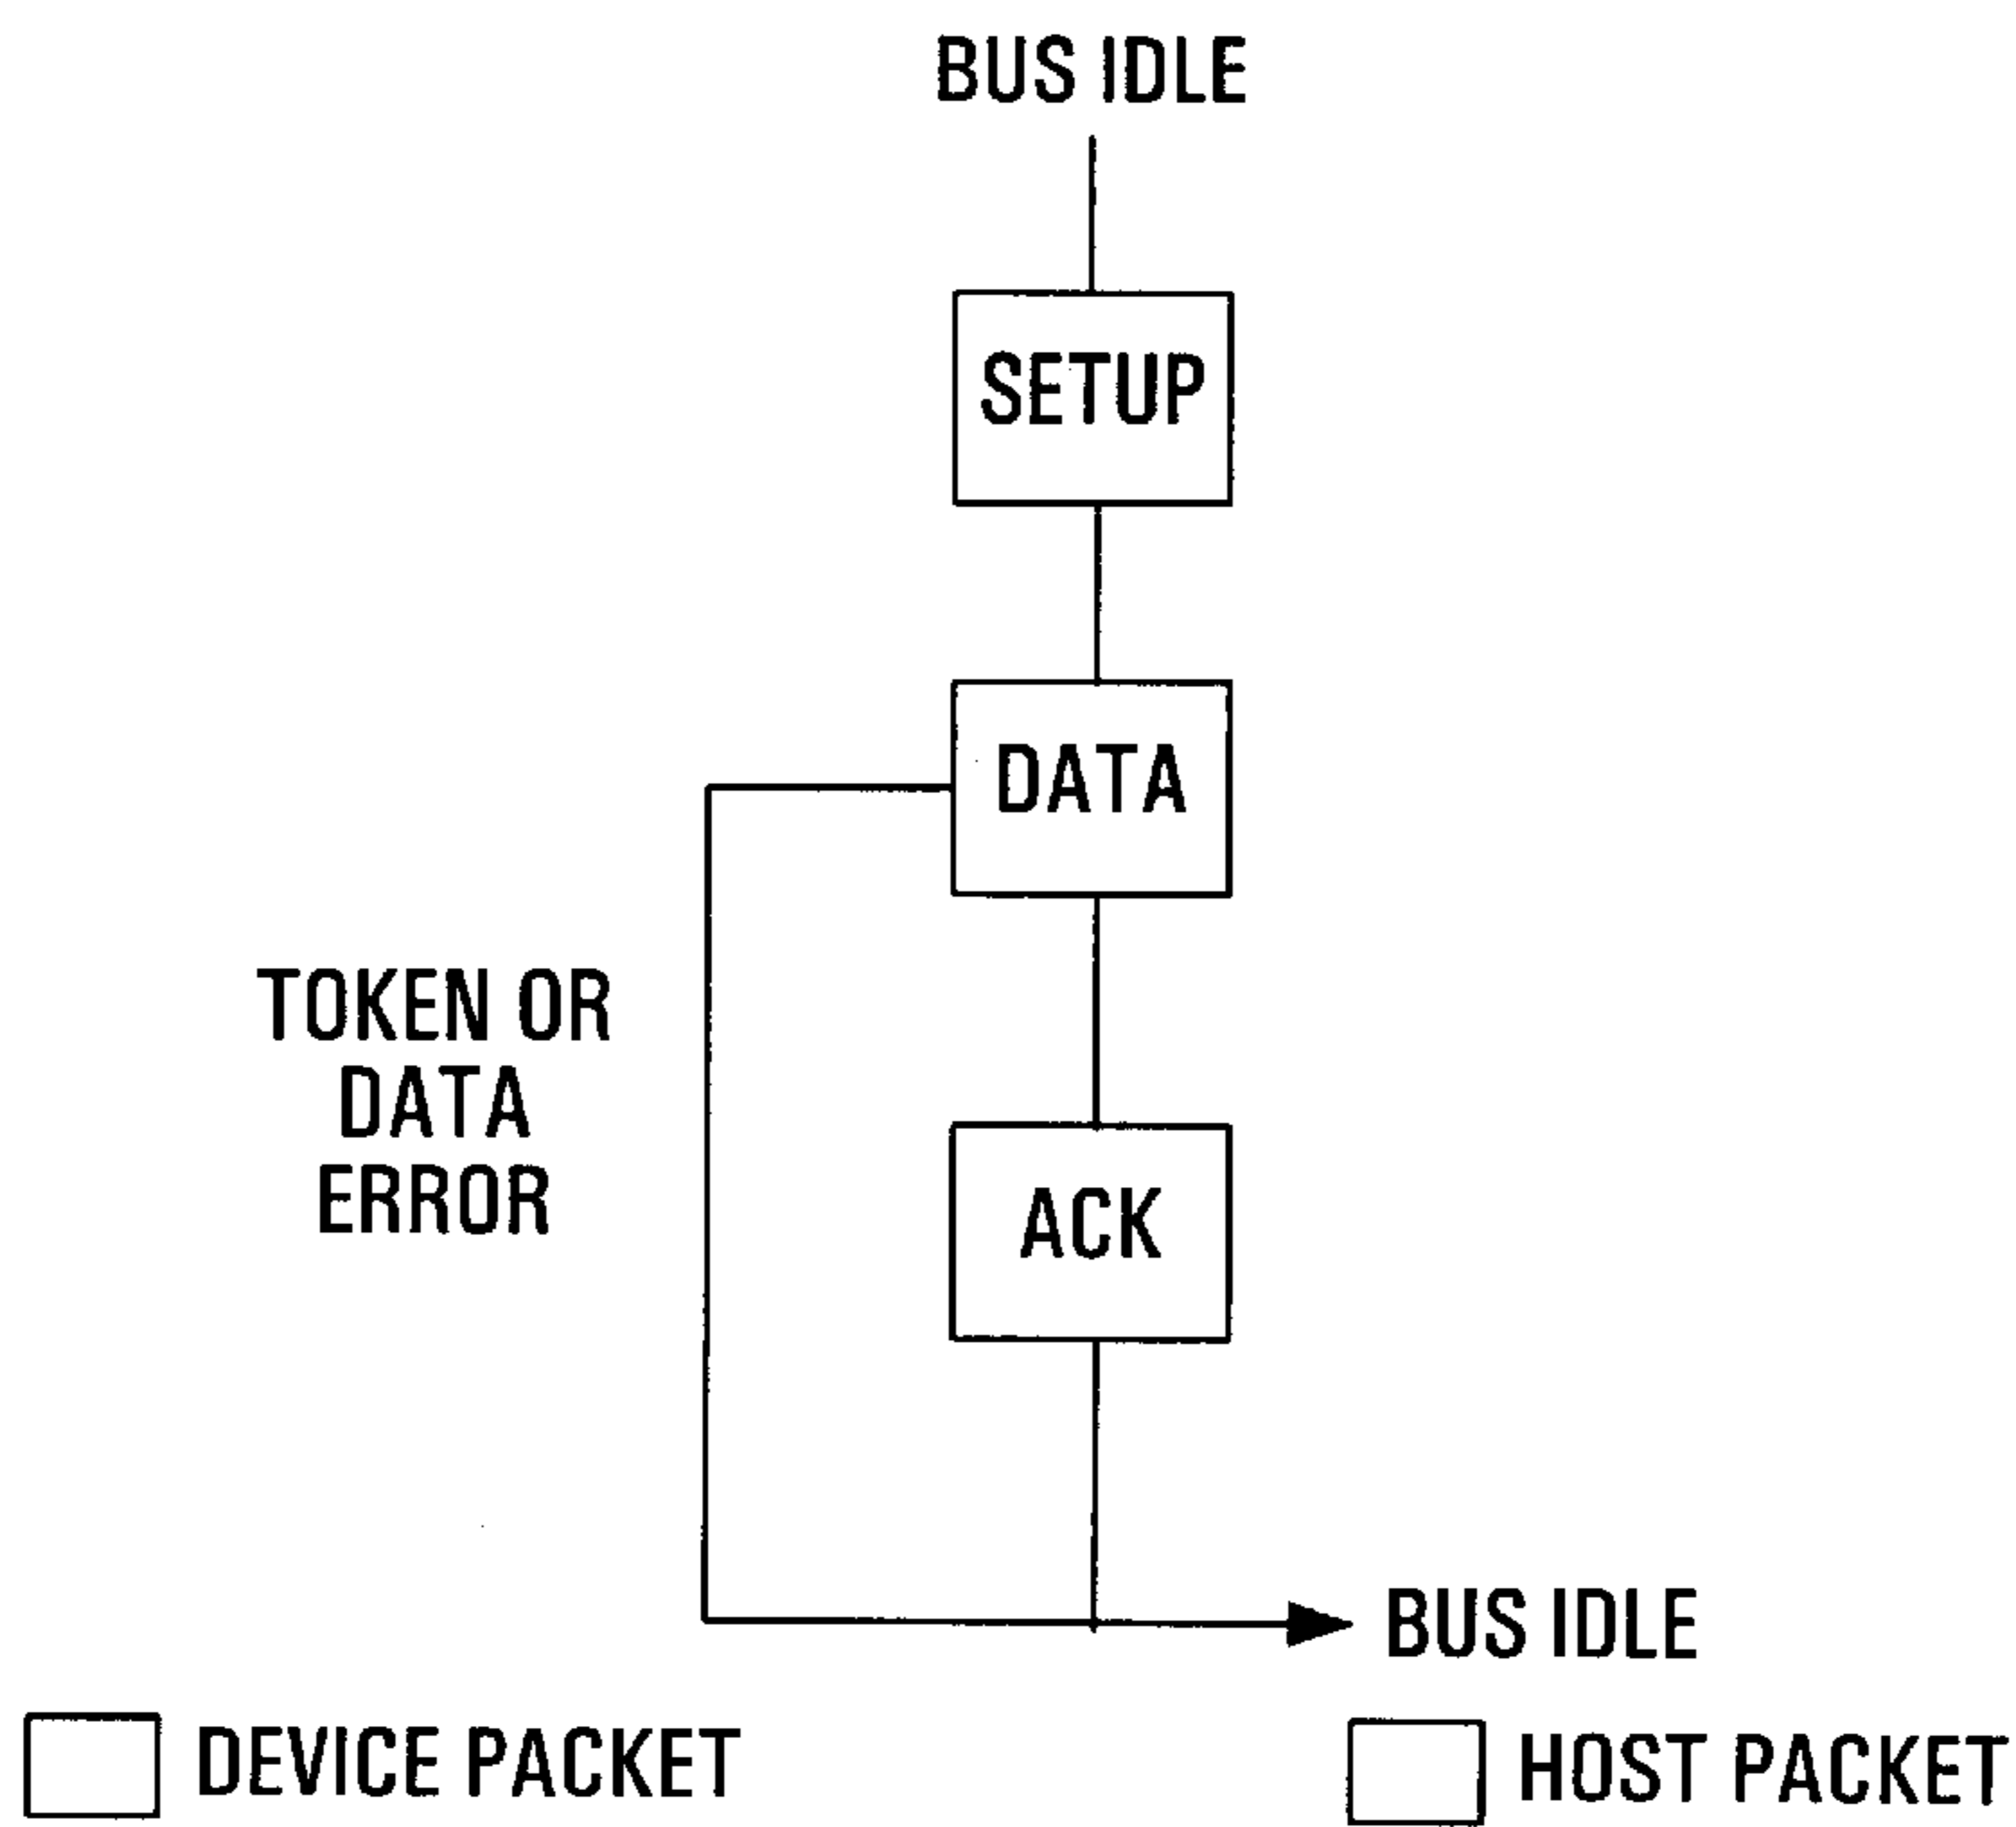 BUS IDLE
SETUP
DATA
TOKEN OR
DATA
ERROR
ACK
BUS IDLE
DEVICE PACKET
HOST PACKET